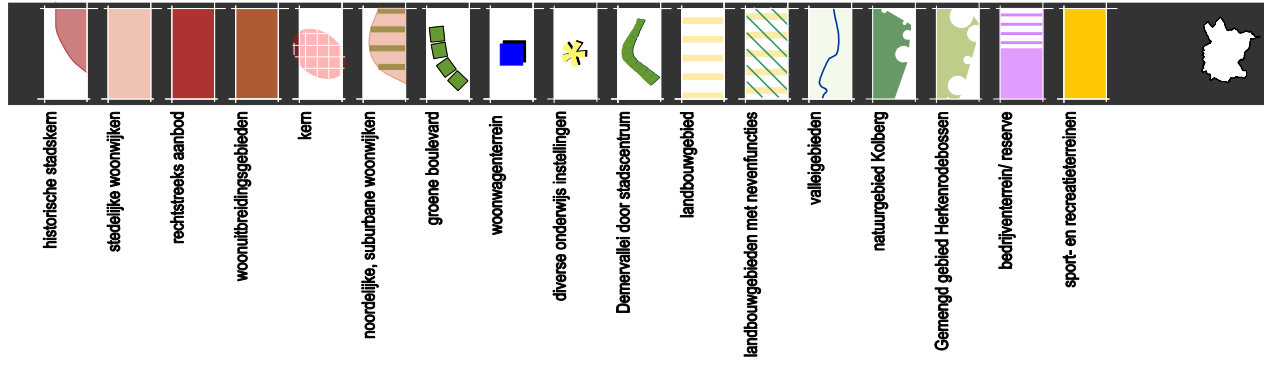 historische stadskern
stedelijke woonwijken
rechtstreeks aanbod
woonuitbreidingsgebieden
kern
noordelijke, suburbane woonwijken
groene boulevard
woonwagenterrein
diverse onderwijs instellingen
Demervallei door stadscentrum
landbouwgebied
landbouwgebieden met nevenfuncties
valleigebieden
natuurgebied Kolberg
Gemengd gebied Herkenrodebossen
bedrijventerrein/ reserve
sport- en recreatieterreinen